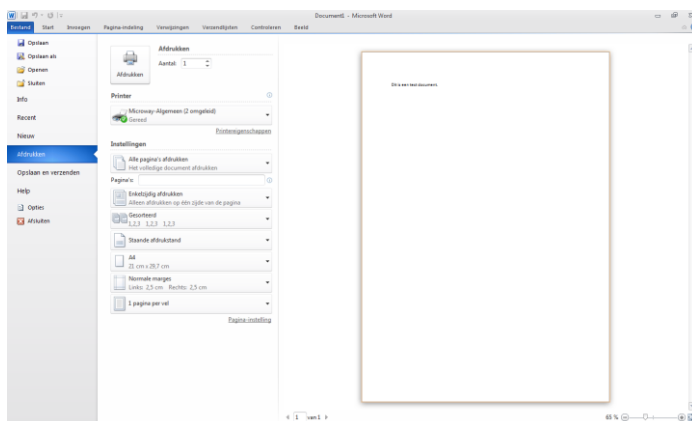 Document1 - Microsoft Word
Bestand Start Invoegen Pagina-indeling Verwijzingen Verzendlijsten Controleren Beeld
Opslaan
Opslaan als
Openen
Sluiten
Info
Recent
Nieuw
Afdrukken
Opslaan en verzenden
Help
Opties
Afsluiten
Afdrukken
Afdrukken
Aantal: 1
Printer
Microway-Algemeen (2 omgeleid)
Gereed
Printereigenschappen
Instellingen
Alle pagina's afdrukken
Het volledige document afdrukken
Pagina's:
Enkelzijdig afdrukken
Alleen afdrukken op één zijde van de pagina
Gesorteerd
1,2,3 1,2,3 1,2,3
Staande afdrukstand
A4
21 cm x 29,7 cm
Normale marges
Links: 2,5 cm Rechts: 2,5 cm
1 pagina per vel
Pagina-instelling
Dit is een test document.
1 van 1
65 %